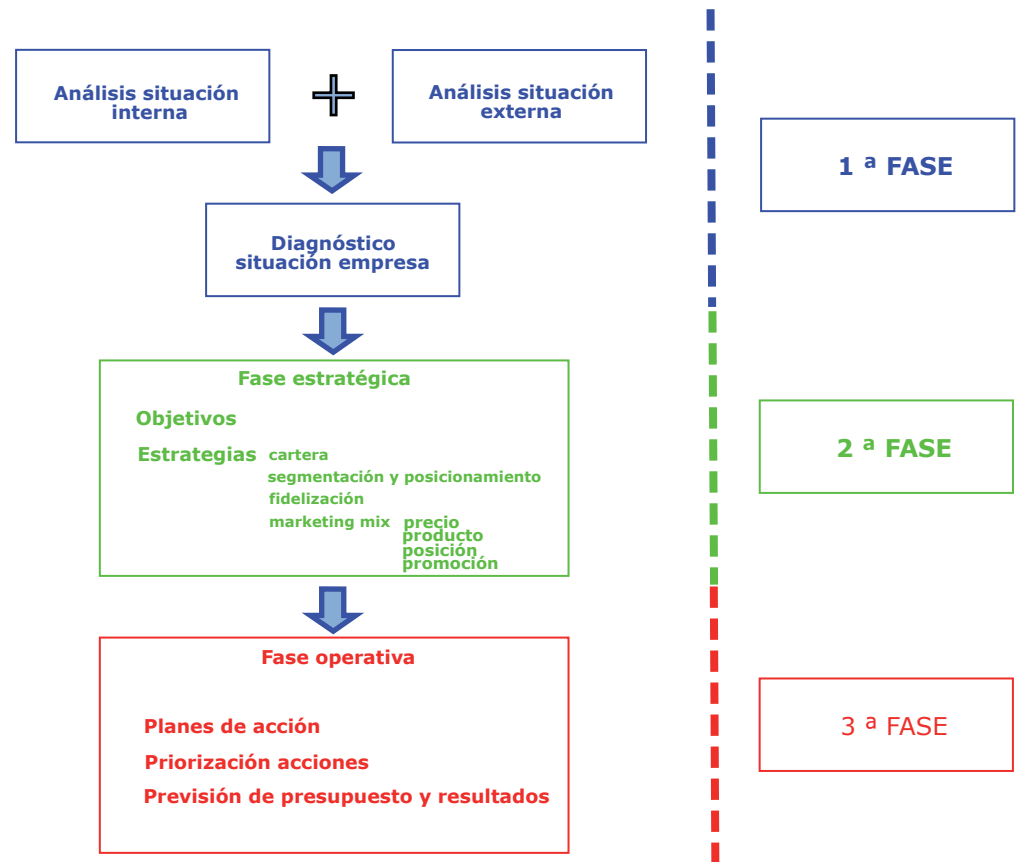 Análisis situación
interna
Análisis situación
externa
1 ª FASE
Diagnóstico
situación empresa
Fase estratégica
Objetivos
Estrategias cartera
segmentación y posicionamiento
fidelización
marketing mix precio
producto
posición
promoción
2 ª FASE
Fase operativa
Planes de acción
Priorización acciones
Previsión de presupuesto y resultados
3 ª FASE